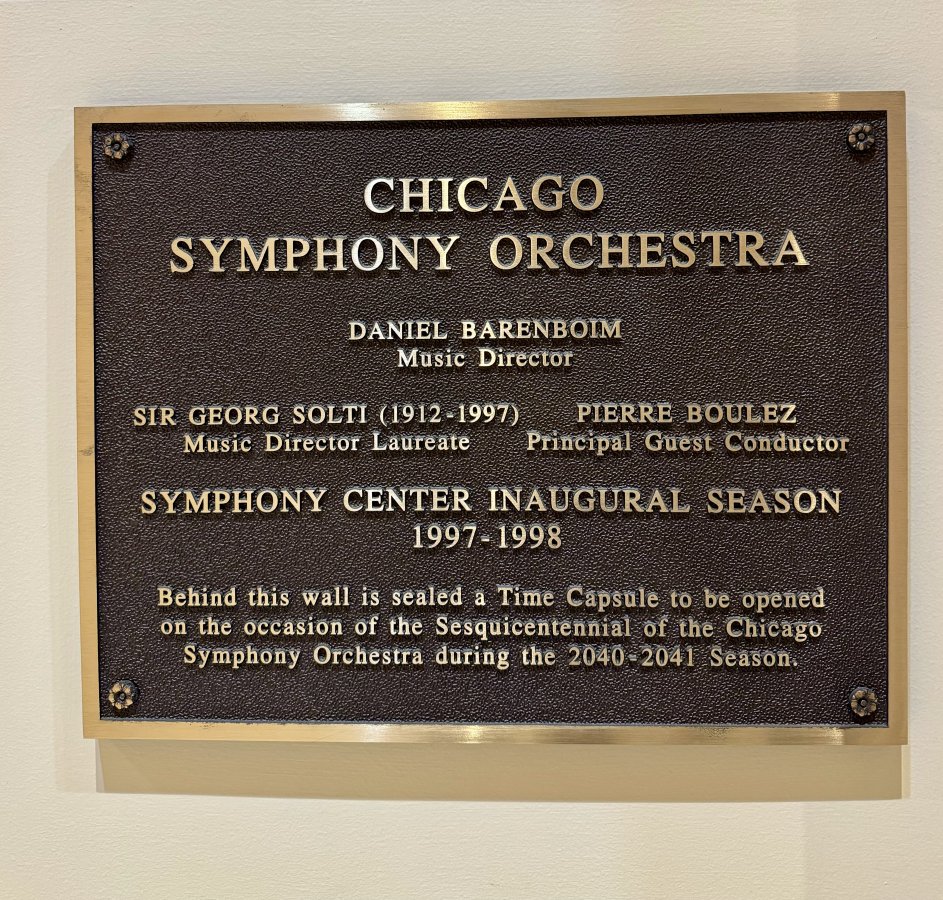 CHICAGO
SYMPHONY ORCHESTRA
DANIEL BARENBOIM
Music Director
SIR GEORG SOLTI (1912-1997)
Music Director Laureate
PIERRE BOULEZ
Principal Guest Conductor
SYMPHONY CENTER INAUGURAL SEASON
1997-1998
Behind this wall is sealed a Time Capsule to be opened
on the occasion of the Sesquicentennial of the Chicago
Symphony Orchestra during the 2040-2041 Season.